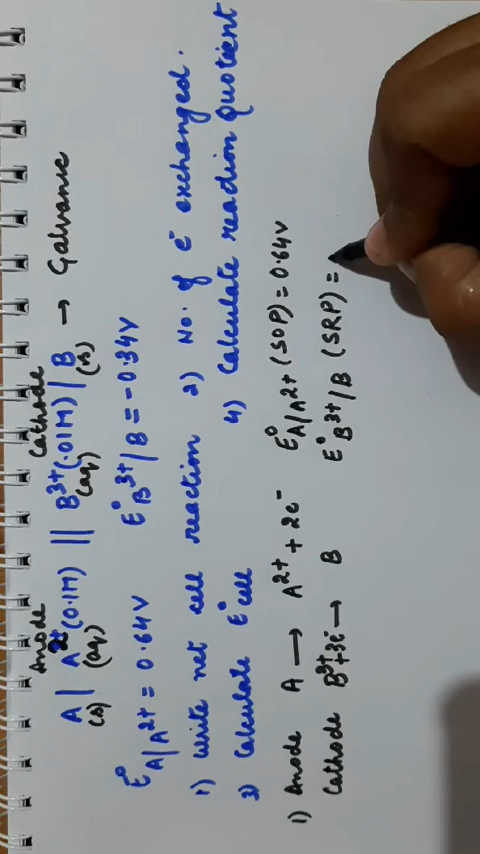 Anode Cathode
A | A²⁺(0.1M) || B³⁺(.01M) | B → Galvanic
(s) (aq) (aq) (s)
E°A/A²⁺ = 0.64V E°B³⁺/B = -0.34V
1) Write net cell reaction 2) No. of e⁻ exchanged.
3) Calculate E°cell 4) Calculate reaction quotient
1) Anode A → A²⁺ + 2e⁻ E°A/A²⁺ (SOP) = 0.64V
Cathode B³⁺+3e⁻ → B E°B³⁺/B (SRP) =